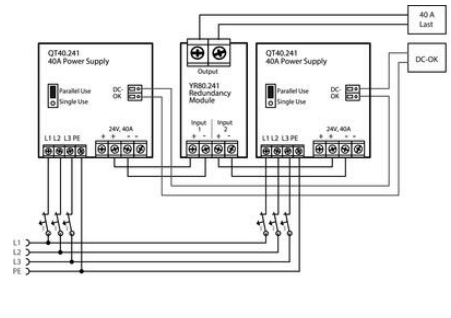 40 A
Last
QT40.241
40A Power Supply
Parallel Use
Single Use
DC-
OK
24V, 40A
+ + - -
L1 L2 L3 PE
Output
YR80.241
Redundancy
Module
Input
1
Input
2
+ - + -
QT40.241
40A Power Supply
Parallel Use
Single Use
DC-
OK
24V, 40A
+ + - -
L1 L2 L3 PE
DC-OK
L1
L2
L3
PE